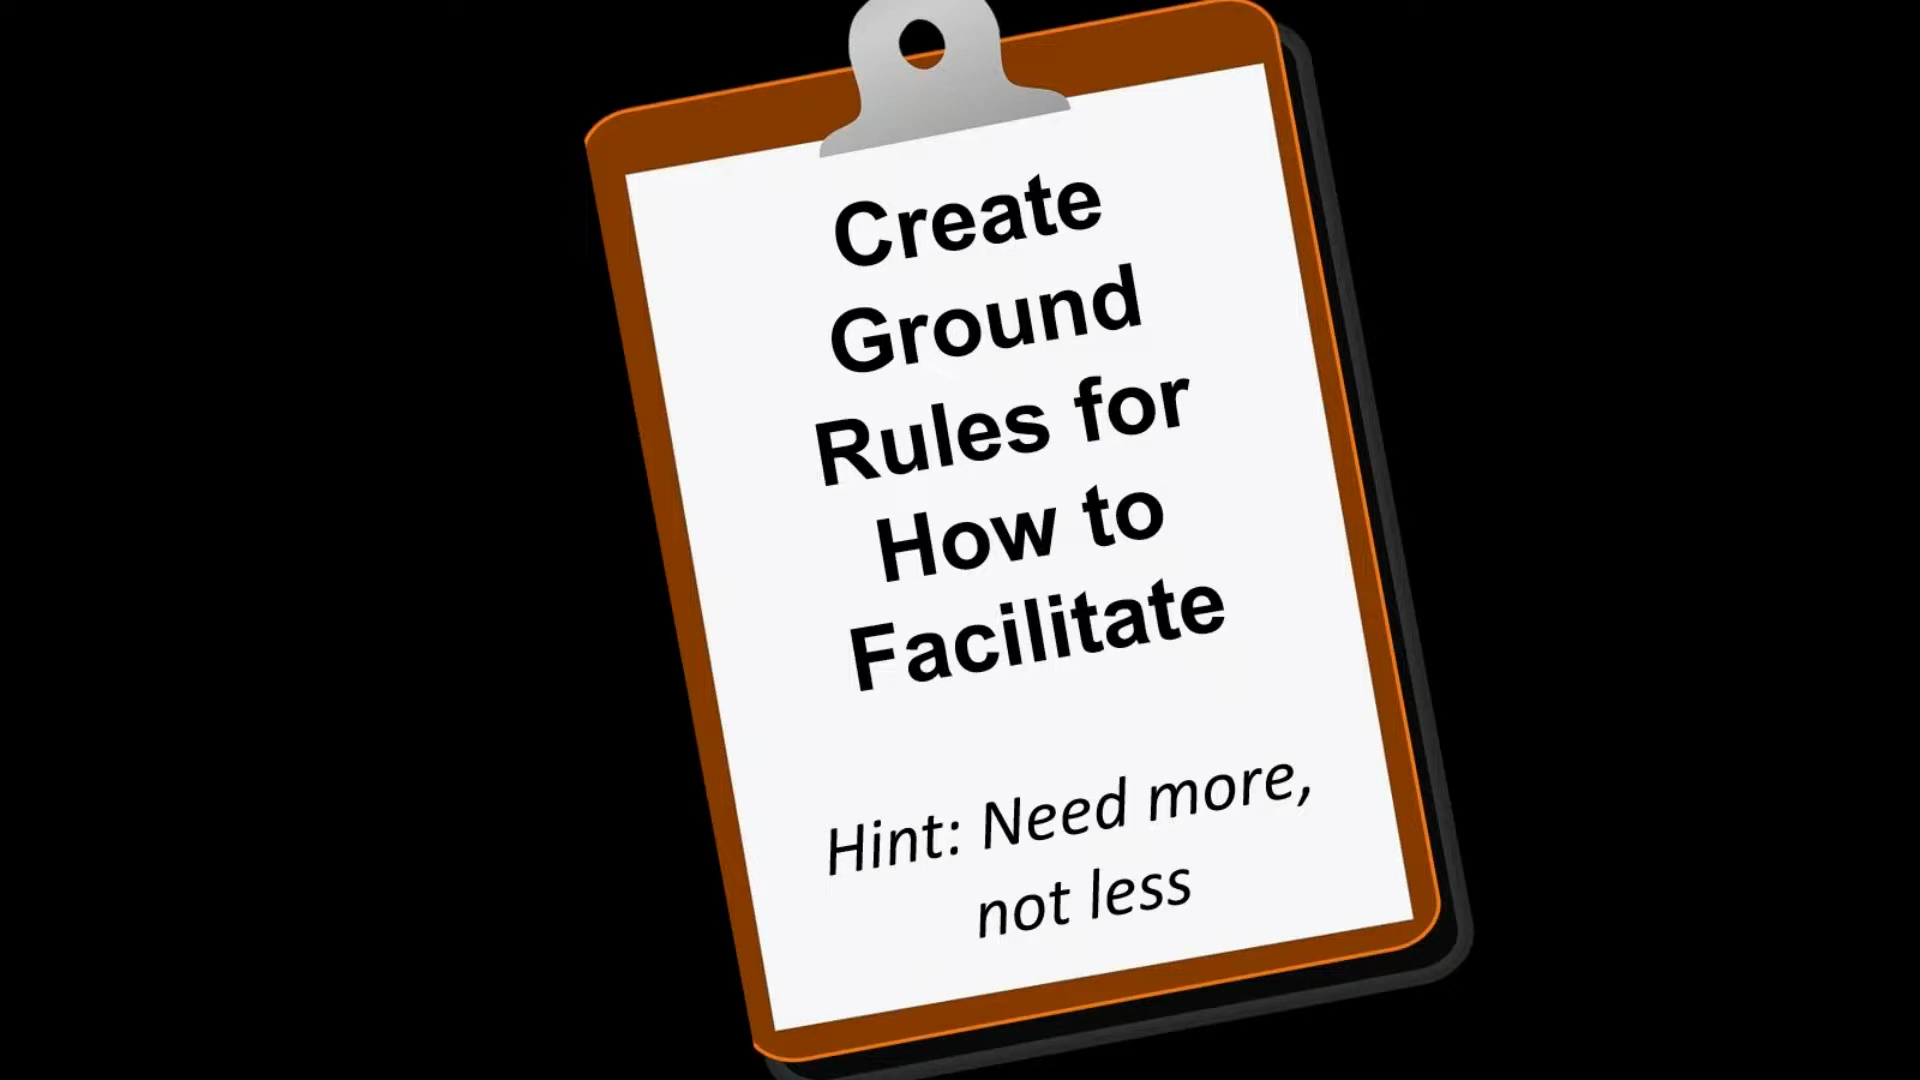 Create
Ground
Rules for
How to
Facilitate
Hint: Need more,
not less